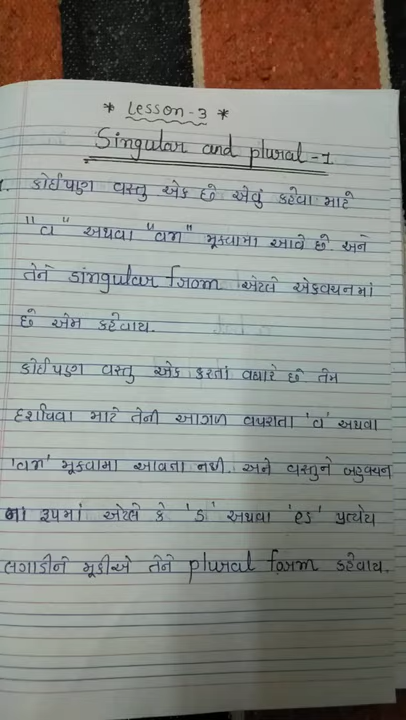 * Lesson - 3 *
Singular and plural - 1
1. કોઈપણ વસ્તુ એક છે એવું કહેવા માટે
"a" અથવા "an" મૂકવામાં આવે છે. અને
તેને singular from એટલે એકવચનમાં
છે એમ કહેવાય.
કોઈપણ વસ્તુ એક કરતાં વધારે છે તેમ
દર્શાવવા માટે તેની આગળ વપરાતા 'a' અથવા
'an' મૂકવામાં આવતા નથી. અને વસ્તુને બહુવચન
નાં રૂપમાં એટલે કે 's' અથવા 'es' પ્રત્યેય
લગાડીને મૂકીએ તેને plural form કહેવાય.